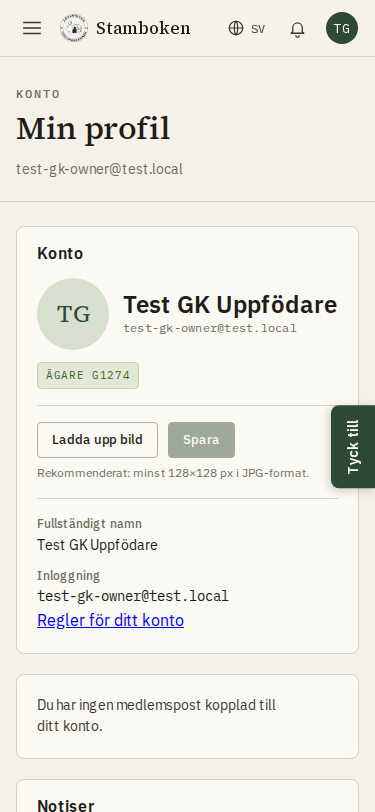 Stamboken
SV
TG
KONTO
Min profil
test-gk-owner@test.local
Konto
TG
Test GK Uppfödare
test-gk-owner@test.local
ÄGARE G1274
Ladda upp bild
Spara
Rekommenderat: minst 128×128 px i JPG-format.
Tyck till
Fullständigt namn
Test GK Uppfödare
Inloggning
test-gk-owner@test.local
Regler för ditt konto
Du har ingen medlemspost kopplad till
ditt konto.
Notiser